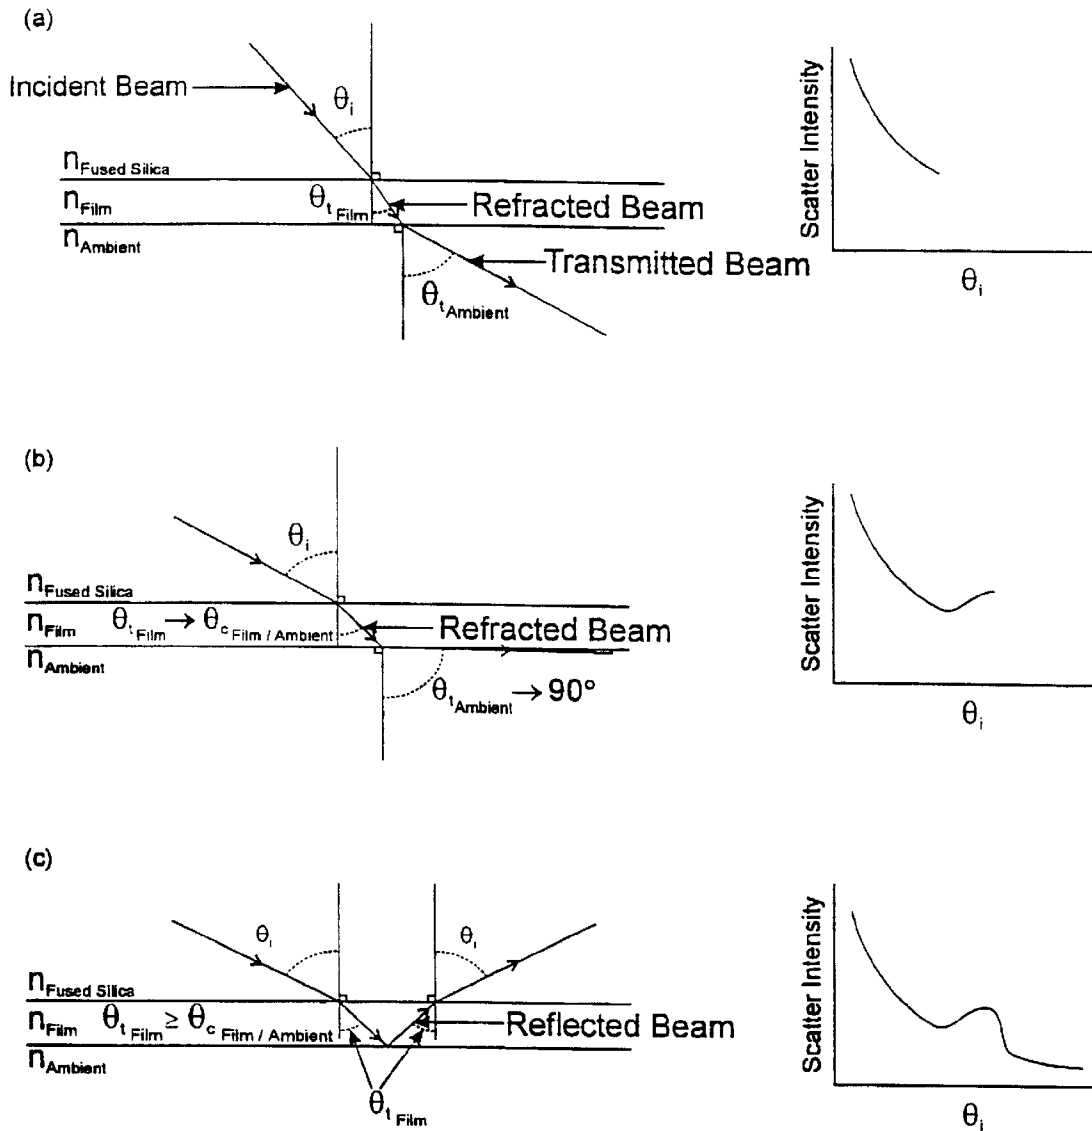 (a)
Incident Beam
θi
nFused Silica
nFilm
θt Film
Refracted Beam
nAmbient
Transmitted Beam
θt Ambient
Scatter Intensity
θi
(b)
θi
nFused Silica
nFilm θt Film → θc Film / Ambient
Refracted Beam
nAmbient
θt Ambient → 90°
Scatter Intensity
θi
(c)
θi
θi
nFused Silica
nFilm θt Film ≥ θc Film / Ambient
Reflected Beam
nAmbient
θt Film
Scatter Intensity
θi